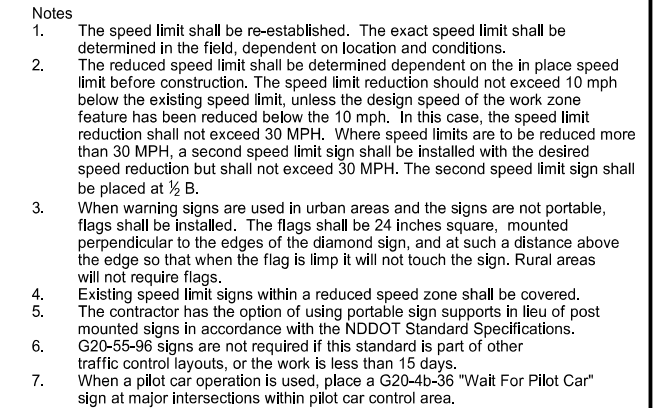 Notes
1. The speed limit shall be re-established. The exact speed limit shall be
determined in the field, dependent on location and conditions.
2. The reduced speed limit shall be determined dependent on the in place speed
limit before construction. The speed limit reduction should not exceed 10 mph
below the existing speed limit, unless the design speed of the work zone
feature has been reduced below the 10 mph. In this case, the speed limit
reduction shall not exceed 30 MPH. Where speed limits are to be reduced more
than 30 MPH, a second speed limit sign shall be installed with the desired
speed reduction but shall not exceed 30 MPH. The second speed limit sign shall
be placed at ½ B.
3. When warning signs are used in urban areas and the signs are not portable,
flags shall be installed. The flags shall be 24 inches square, mounted
perpendicular to the edges of the diamond sign, and at such a distance above
the edge so that when the flag is limp it will not touch the sign. Rural areas
will not require flags.
4. Existing speed limit signs within a reduced speed zone shall be covered.
5. The contractor has the option of using portable sign supports in lieu of post
mounted signs in accordance with the NDDOT Standard Specifications.
6. G20-55-96 signs are not required if this standard is part of other
traffic control layouts, or the work is less than 15 days.
7. When a pilot car operation is used, place a G20-4b-36 "Wait For Pilot Car"
sign at major intersections within pilot car control area.